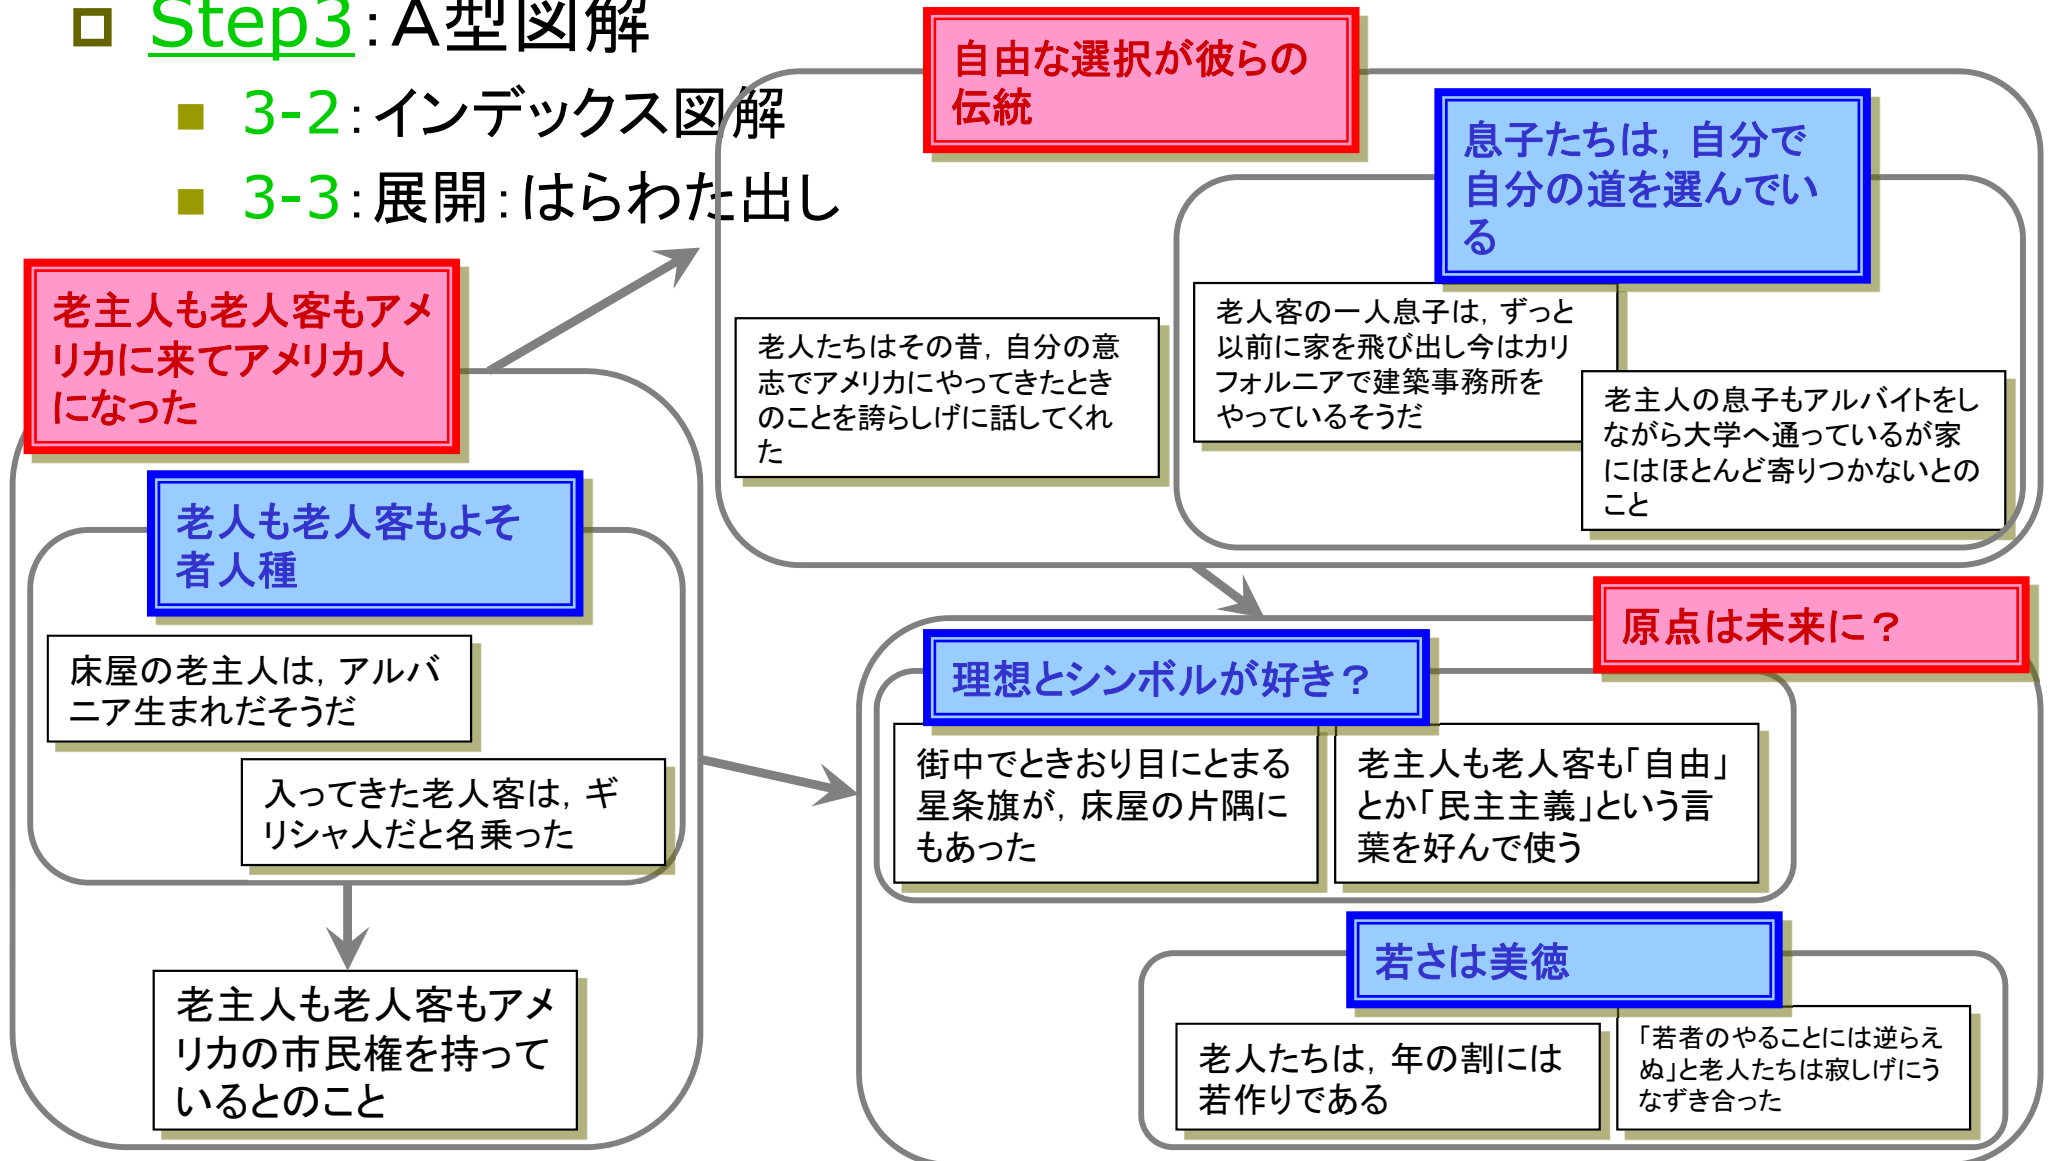 Step3：A型図解
3-2：インデックス図解
3-3：展開：はらわた出し
自由な選択が彼らの
伝統
息子たちは，自分で
自分の道を選んでい
る
老人たちはその昔，自分の意
志でアメリカにやってきたとき
のことを誇らしげに話してくれ
た
老人客の一人息子は，ずっと
以前に家を飛び出し今はカリ
フォルニアで建築事務所を
やっているそうだ
老主人の息子もアルバイトをし
ながら大学へ通っているが家
にはほとんど寄りつかないとの
こと
老主人も老人客もアメ
リカに来てアメリカ人
になった
老人も老人客もよそ
者人種
床屋の老主人は，アルバ
ニア生まれだそうだ
入ってきた老人客は，ギ
リシャ人だと名乗った
老主人も老人客もアメ
リカの市民権を持って
いるとのこと
原点は未来に？
理想とシンボルが好き？
街中でときおり目にとまる
星条旗が，床屋の片隅に
もあった
老主人も老人客も「自由」
とか「民主主義」という言
葉を好んで使う
若さは美徳
老人たちは，年の割には
若作りである
「若者のやることには逆らえ
ぬ」と老人たちは寂しげにう
なずき合った